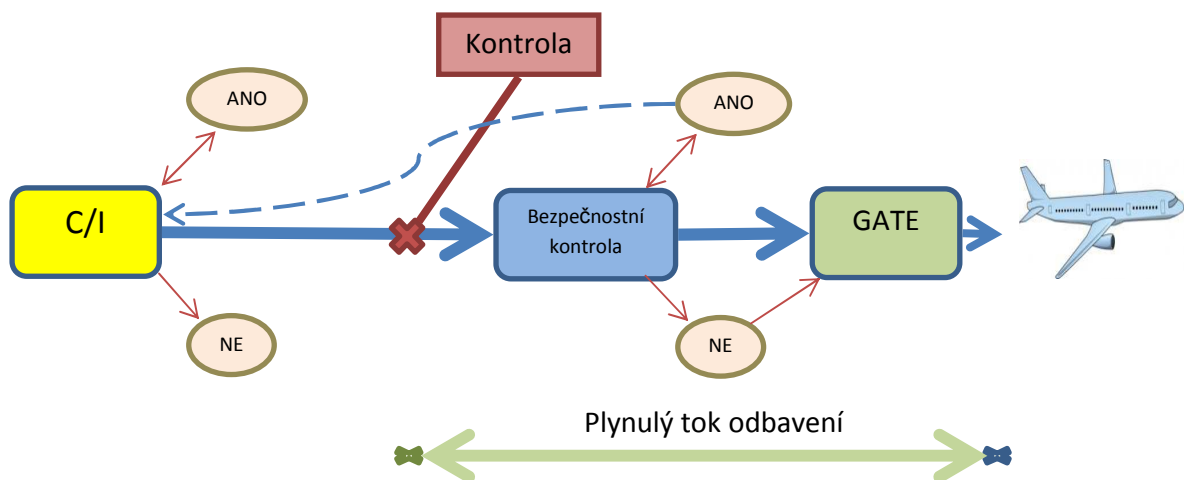 Kontrola
ANO
ANO
C/I
Bezpečnostní
kontrola
GATE
NE
NE
Plynulý tok odbavení